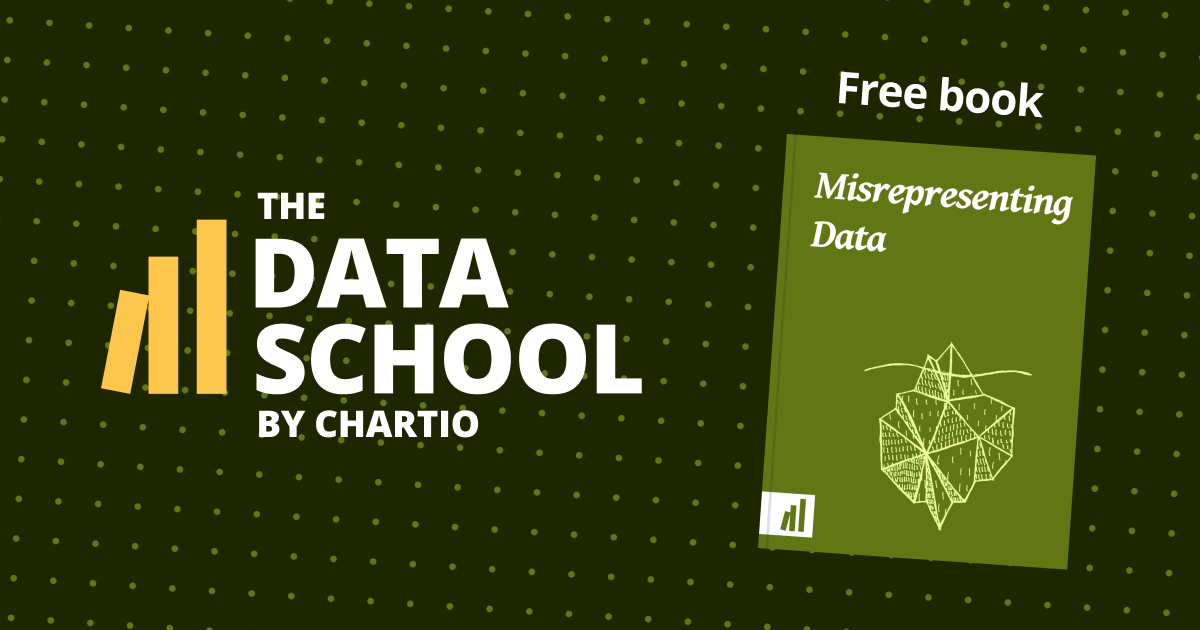 THE
DATA
SCHOOL
BY CHARTIO
Free book
Misrepresenting
Data